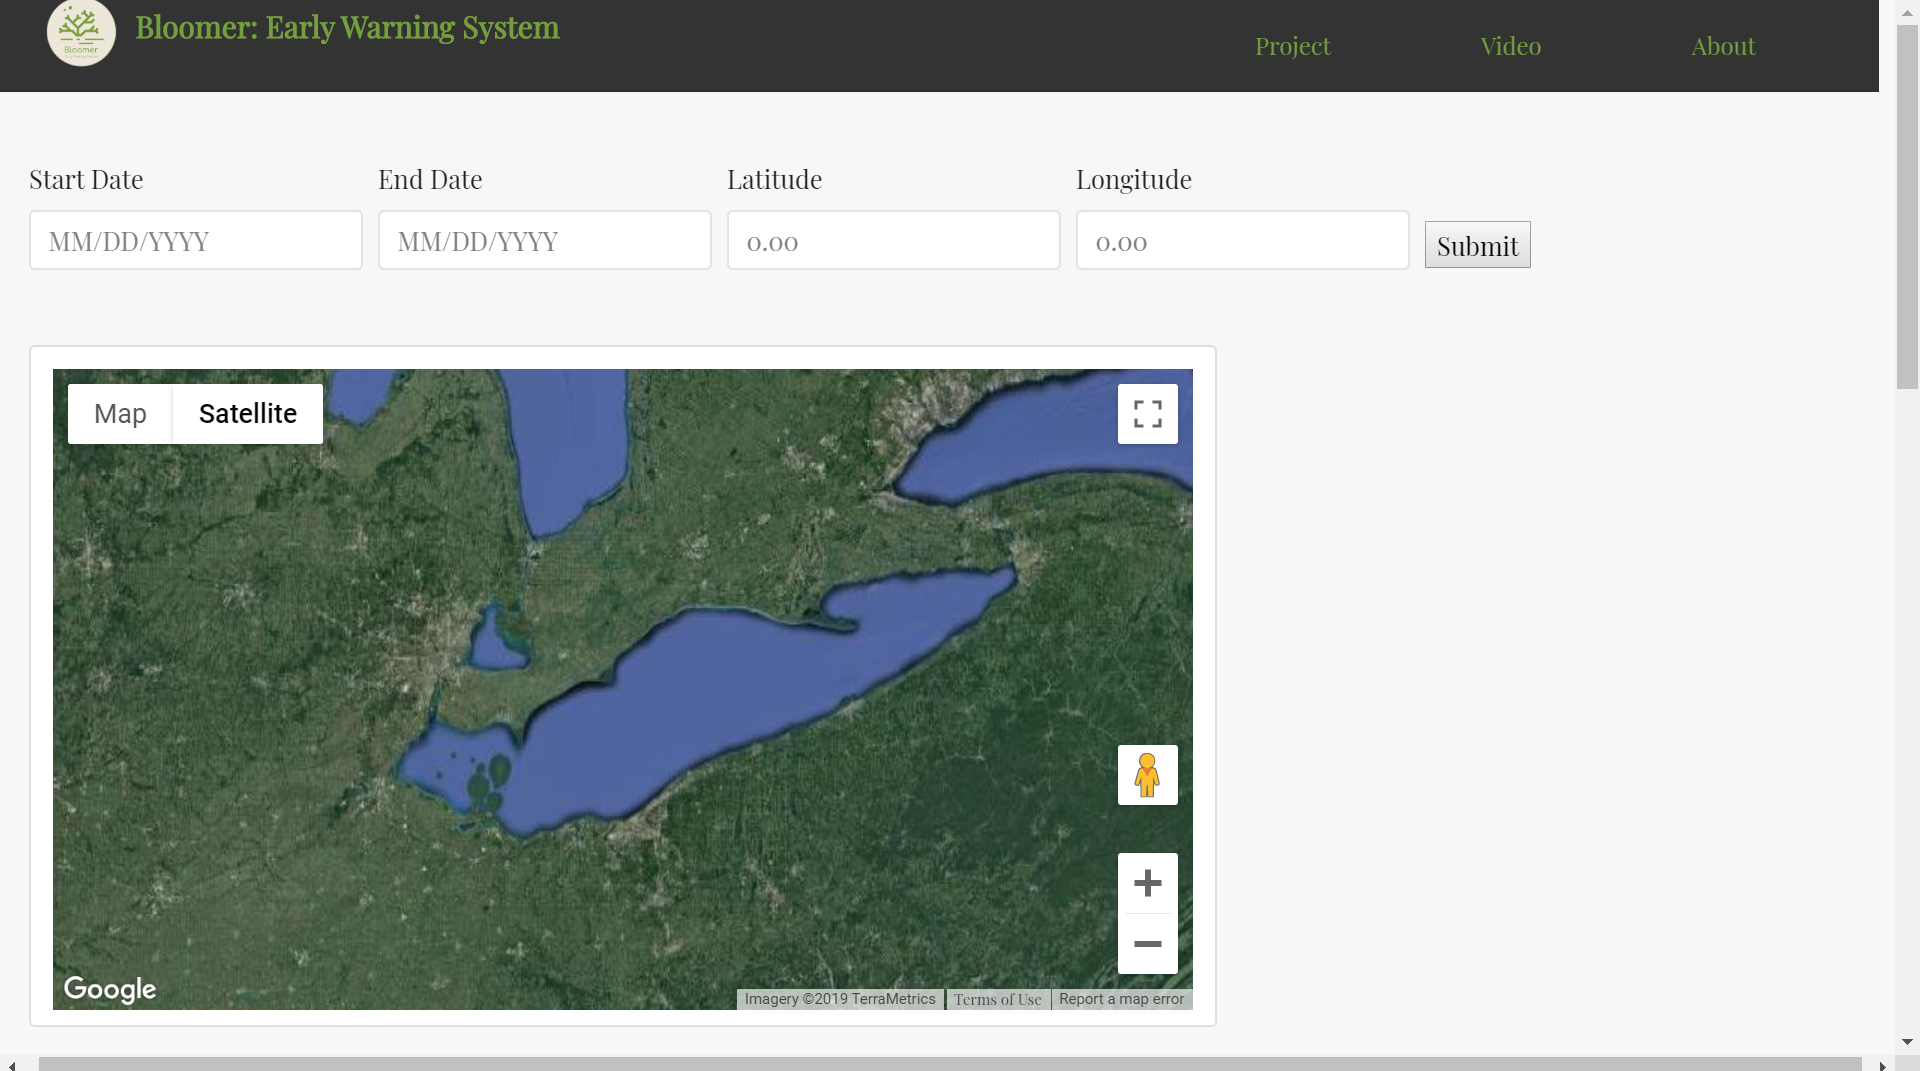 Bloomer
Bloomer: Early Warning System
Project
Video
About
Start Date
End Date
Latitude
Longitude
MM/DD/YYYY
MM/DD/YYYY
0.00
0.00
Submit
Map
Satellite
Google
Imagery ©2019 TerraMetrics
Terms of Use
Report a map error